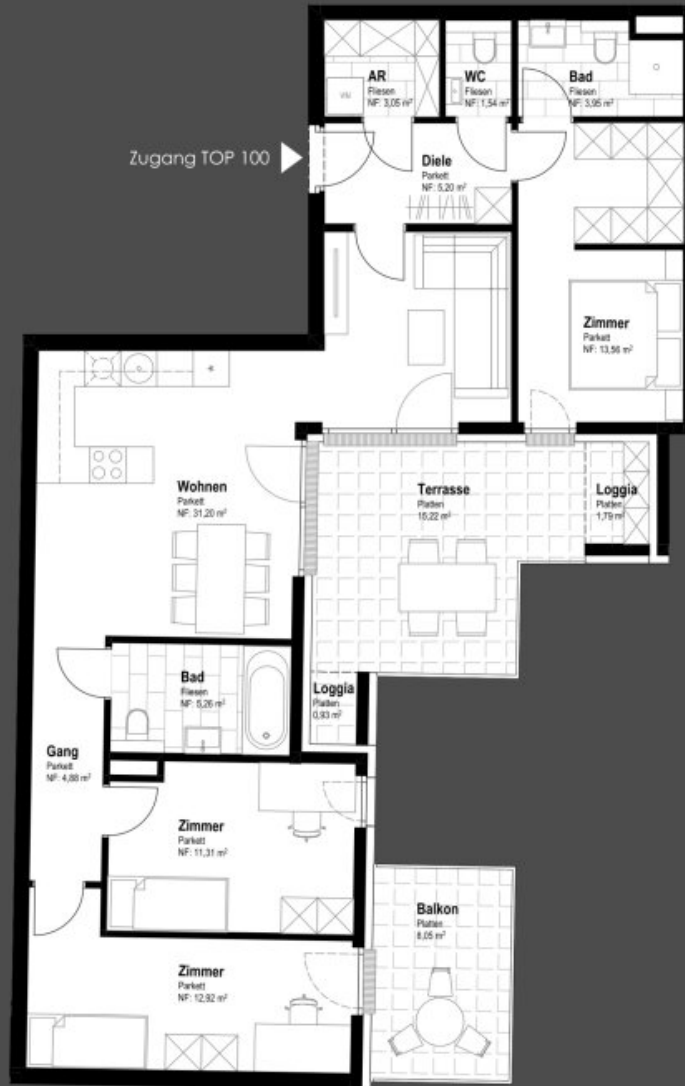 AR
Fliesen
NF: 3,05 m²
WC
Fliesen
NF: 1,54 m²
Bad
Fliesen
NF: 3,95 m²
Zugang TOP 100
Diele
Parkett
NF: 5,20 m²
Zimmer
Parkett
NF: 13,56 m²
Wohnen
Parkett
NF: 31,20 m²
Terrasse
Platten
15,22 m²
Loggia
Platten
1,79 m²
Bad
Fliesen
NF: 5,26 m²
Loggia
Platten
0,93 m²
Gang
Parkett
NF: 4,88 m²
Zimmer
Parkett
NF: 11,31 m²
Balkon
Platten
8,05 m²
Zimmer
Parkett
NF: 12,92 m²